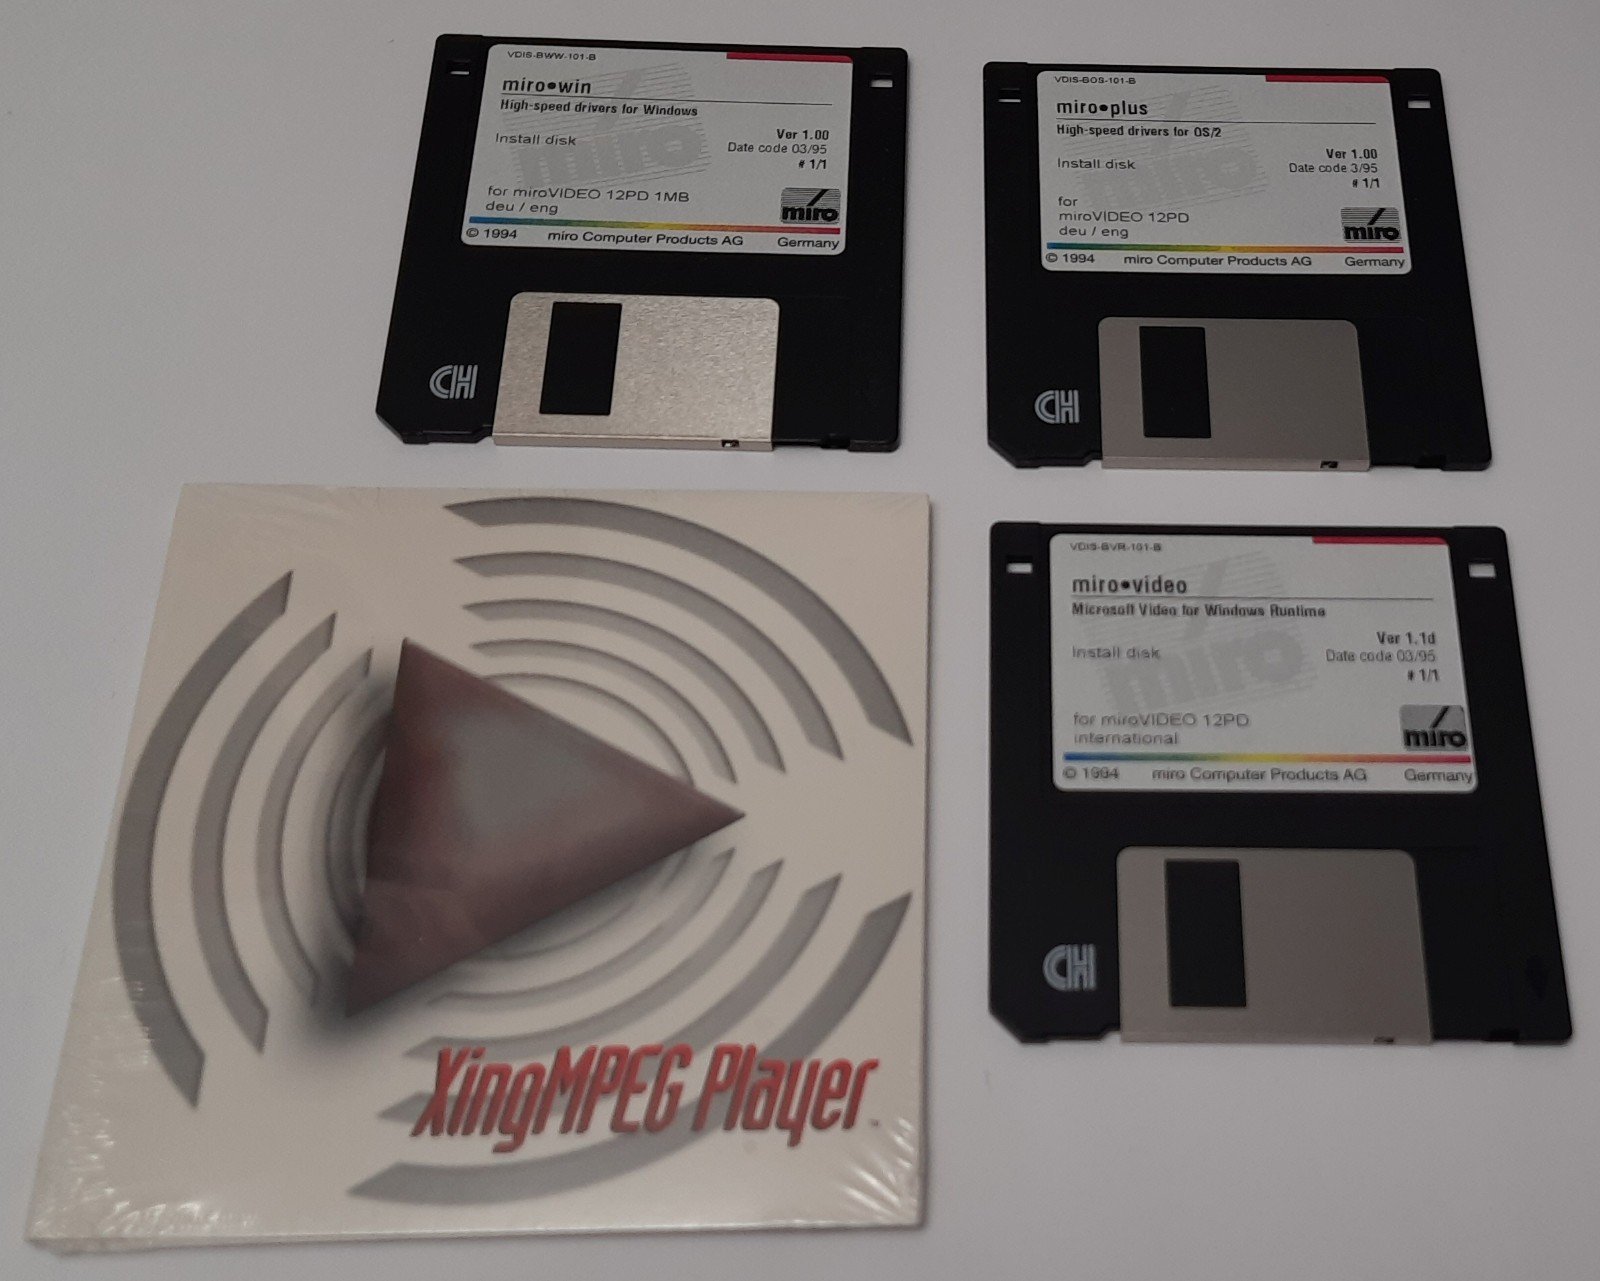 VDIS-BWW-101-B
miro•win
High-speed drivers for Windows
Install disk
Ver 1.00
Date code 03/95
# 1/1
for miroVIDEO 12PD 1MB
deu / eng
miro
© 1994 miro Computer Products AG Germany
CH
VDIS-BOS-101-B
miro•plus
High-speed drivers for OS/2
Install disk
Ver 1.00
Date code 3/95
# 1/1
for
miroVIDEO 12PD
deu / eng
miro
© 1994 miro Computer Products AG Germany
CH
VDIS-BVR-101-B
miro•video
Microsoft Video for Windows Runtime
Install disk
Ver 1.1d
Date code 03/95
# 1/1
for miroVIDEO 12PD
international
miro
© 1994 miro Computer Products AG Germany
CH
XingMPEG Player™